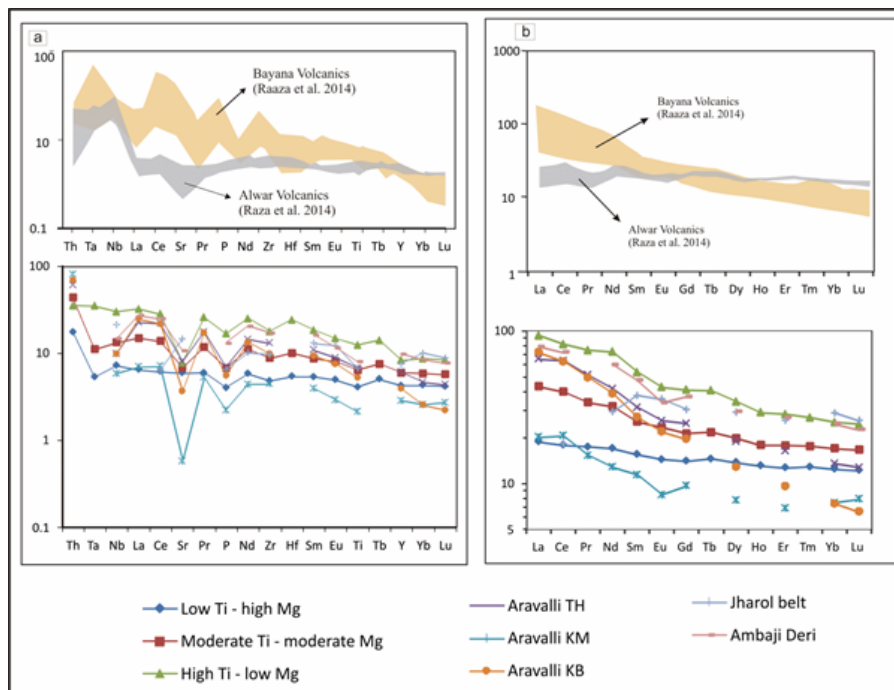 a
100
10
0.1
Bayana Volcanics
(Raaza et al. 2014)
Alwar Volcanics
(Raza et al. 2014)
Th Ta Nb La Ce Sr Pr P Nd Zr Hf Sm Eu Ti Tb Y Yb Lu
100
10
1
0.1
Th Ta Nb La Ce Sr Pr P Nd Zr Hf Sm Eu Ti Tb Y Yb Lu
b
1000
100
10
1
Bayana Volcanics
(Raaza et al. 2014)
Alwar Volcanics
(Raza et al. 2014)
La Ce Pr Nd Sm Eu Gd Tb Dy Ho Er Tm Yb Lu
100
10
5
La Ce Pr Nd Sm Eu Gd Tb Dy Ho Er Tm Yb Lu
Low Ti - high Mg
Moderate Ti - moderate Mg
High Ti - low Mg
Aravalli TH
Aravalli KM
Aravalli KB
Jharol belt
Ambaji Deri